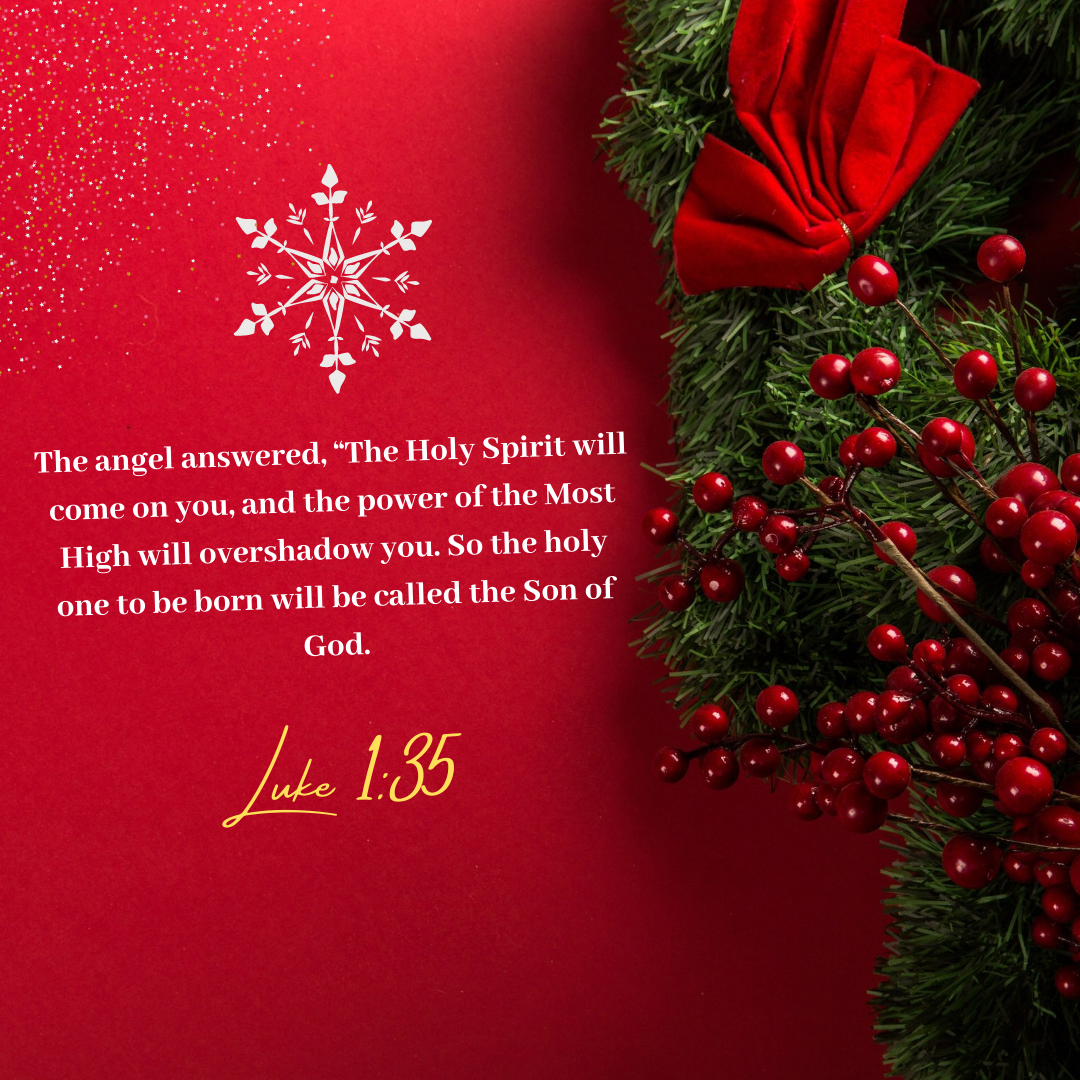 The angel answered, “The Holy Spirit will
come on you, and the power of the Most
High will overshadow you. So the holy
one to be born will be called the Son of
God.
Luke 1:35